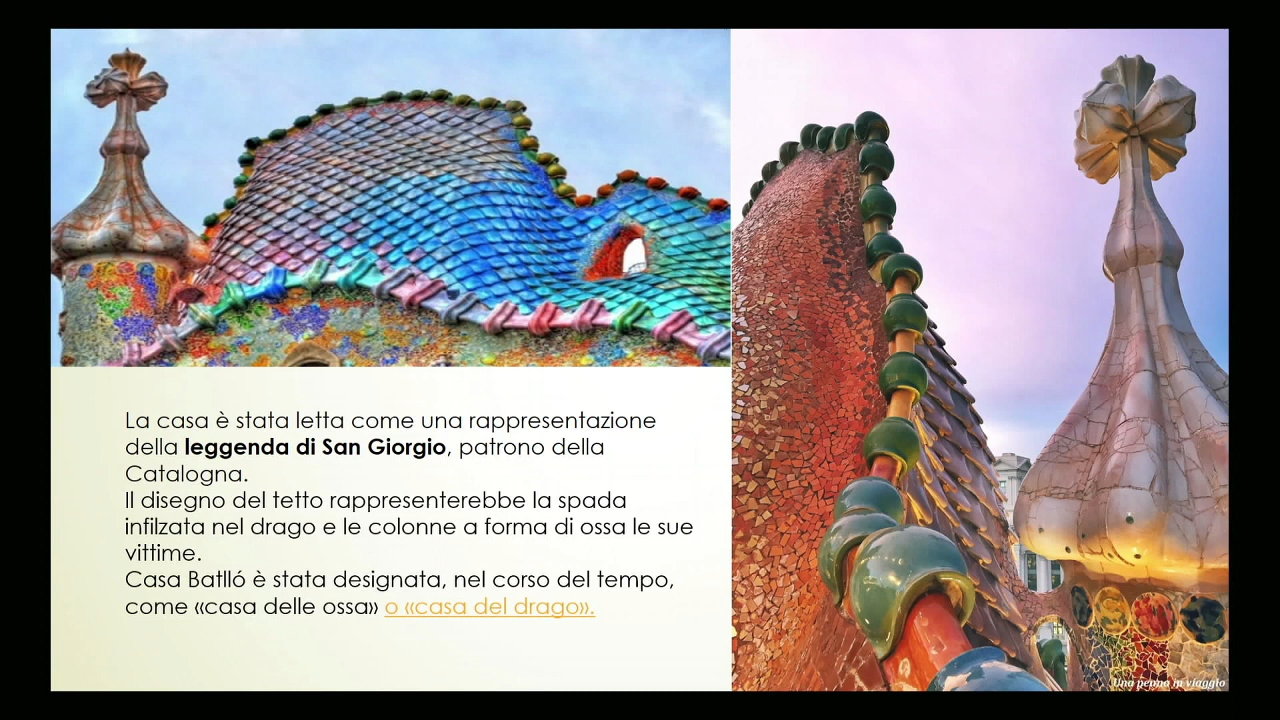 La casa è stata letta come una rappresentazione
della leggenda di San Giorgio, patrono della
Catalogna.
Il disegno del tetto rappresenterebbe la spada
infilzata nel drago e le colonne a forma di ossa le sue
vittime.
Casa Batlló è stata designata, nel corso del tempo,
come «casa delle ossa» o «casa del drago».
Una penna in viaggio